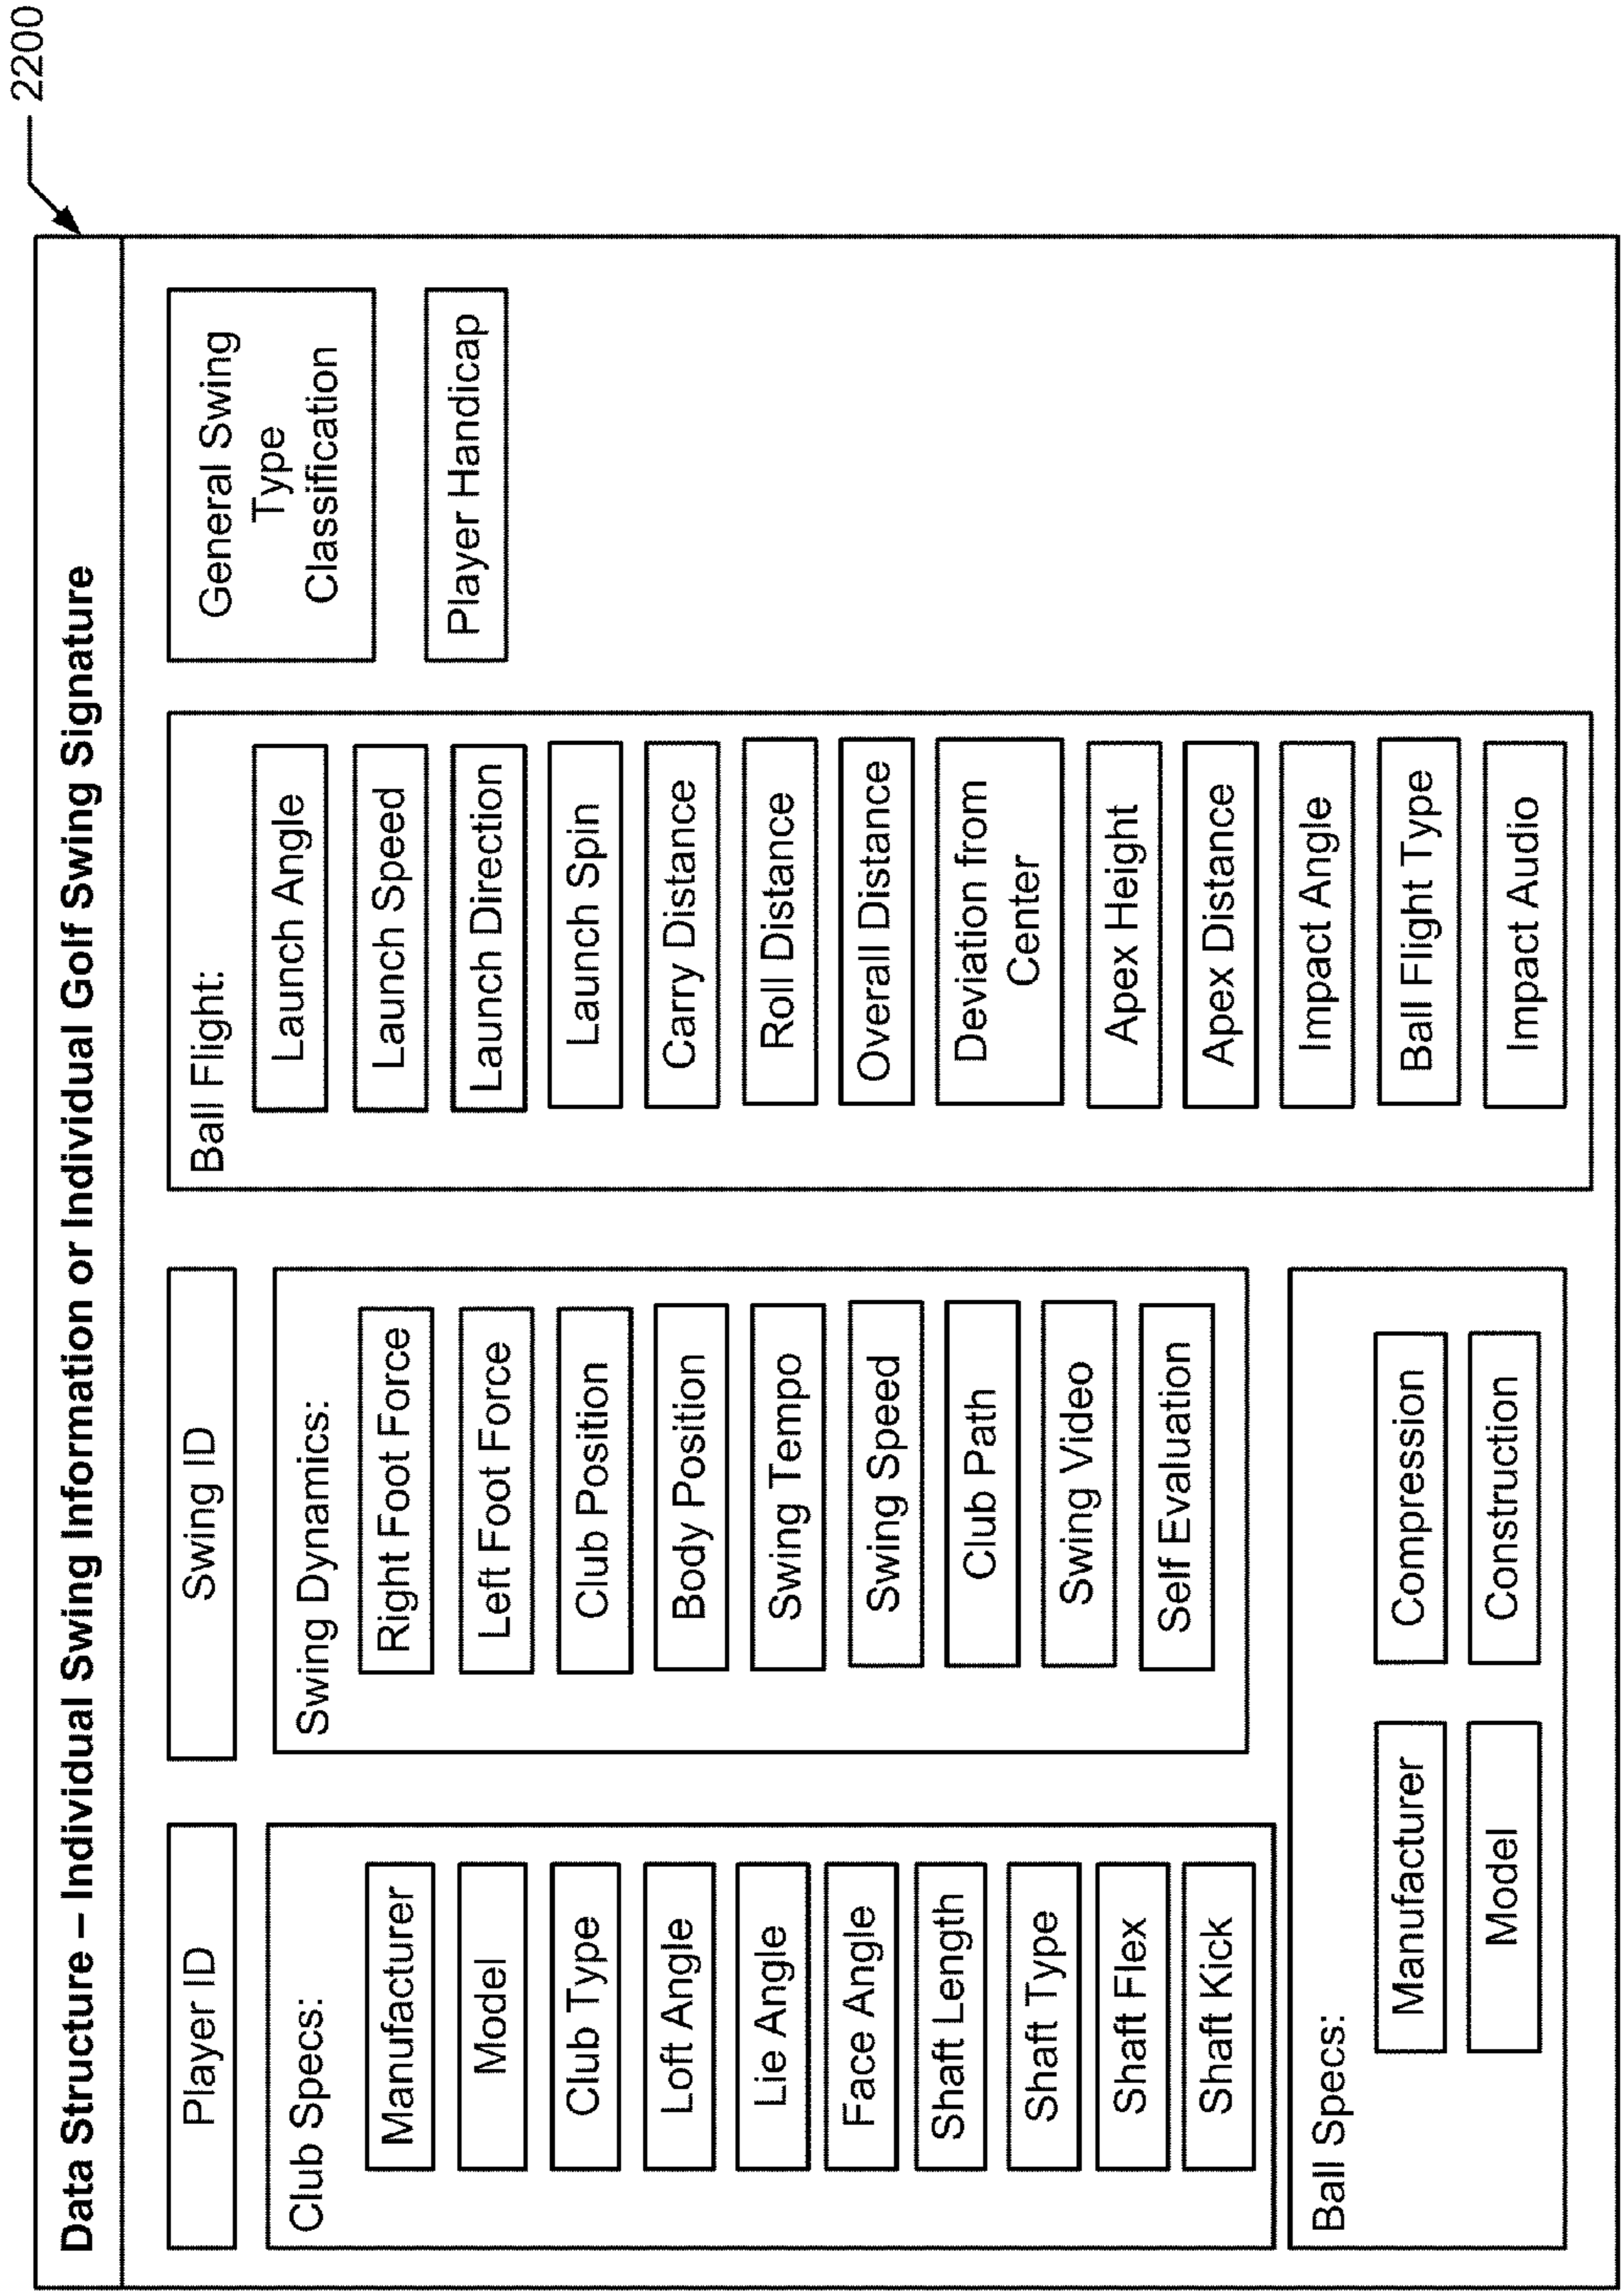 2200
Data Structure – Individual Swing Information or Individual Golf Swing Signature
Player ID
Swing ID
Club Specs:
Manufacturer
Model
Club Type
Loft Angle
Lie Angle
Face Angle
Shaft Length
Shaft Type
Shaft Flex
Shaft Kick
Swing Dynamics:
Right Foot Force
Left Foot Force
Club Position
Body Position
Swing Tempo
Swing Speed
Club Path
Swing Video
Self Evaluation
Ball Specs:
Manufacturer
Model
Compression
Construction
Ball Flight:
Launch Angle
Launch Speed
Launch Direction
Launch Spin
Carry Distance
Roll Distance
Overall Distance
Deviation from
Center
Apex Height
Apex Distance
Impact Angle
Ball Flight Type
Impact Audio
General Swing
Type
Classification
Player Handicap